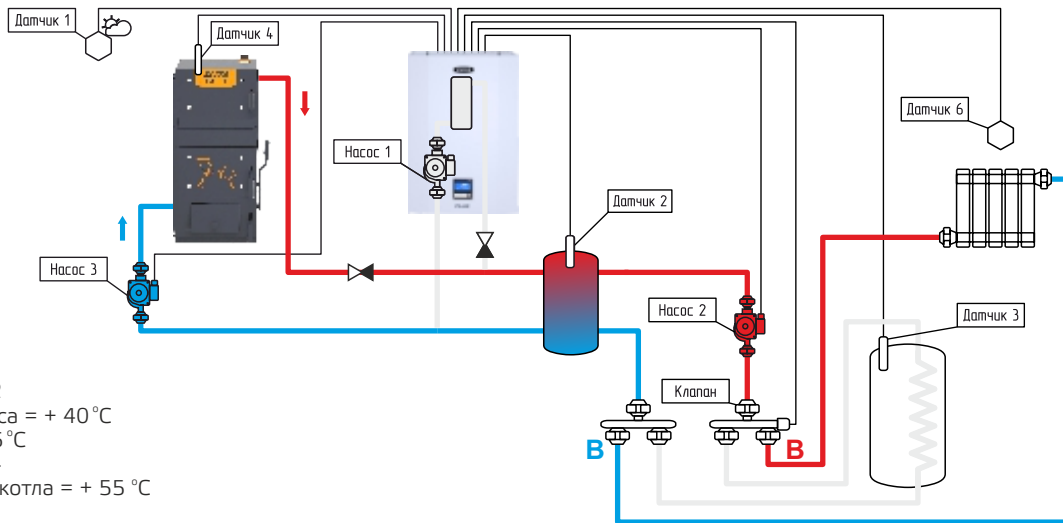 Датчик 1
Датчик 4
Датчик 6
Насос 1
Датчик 2
Насос 3
Насос 2
Датчик 3
Клапан
са = + 40 °C
°C
котла = + 55 °C
B
B